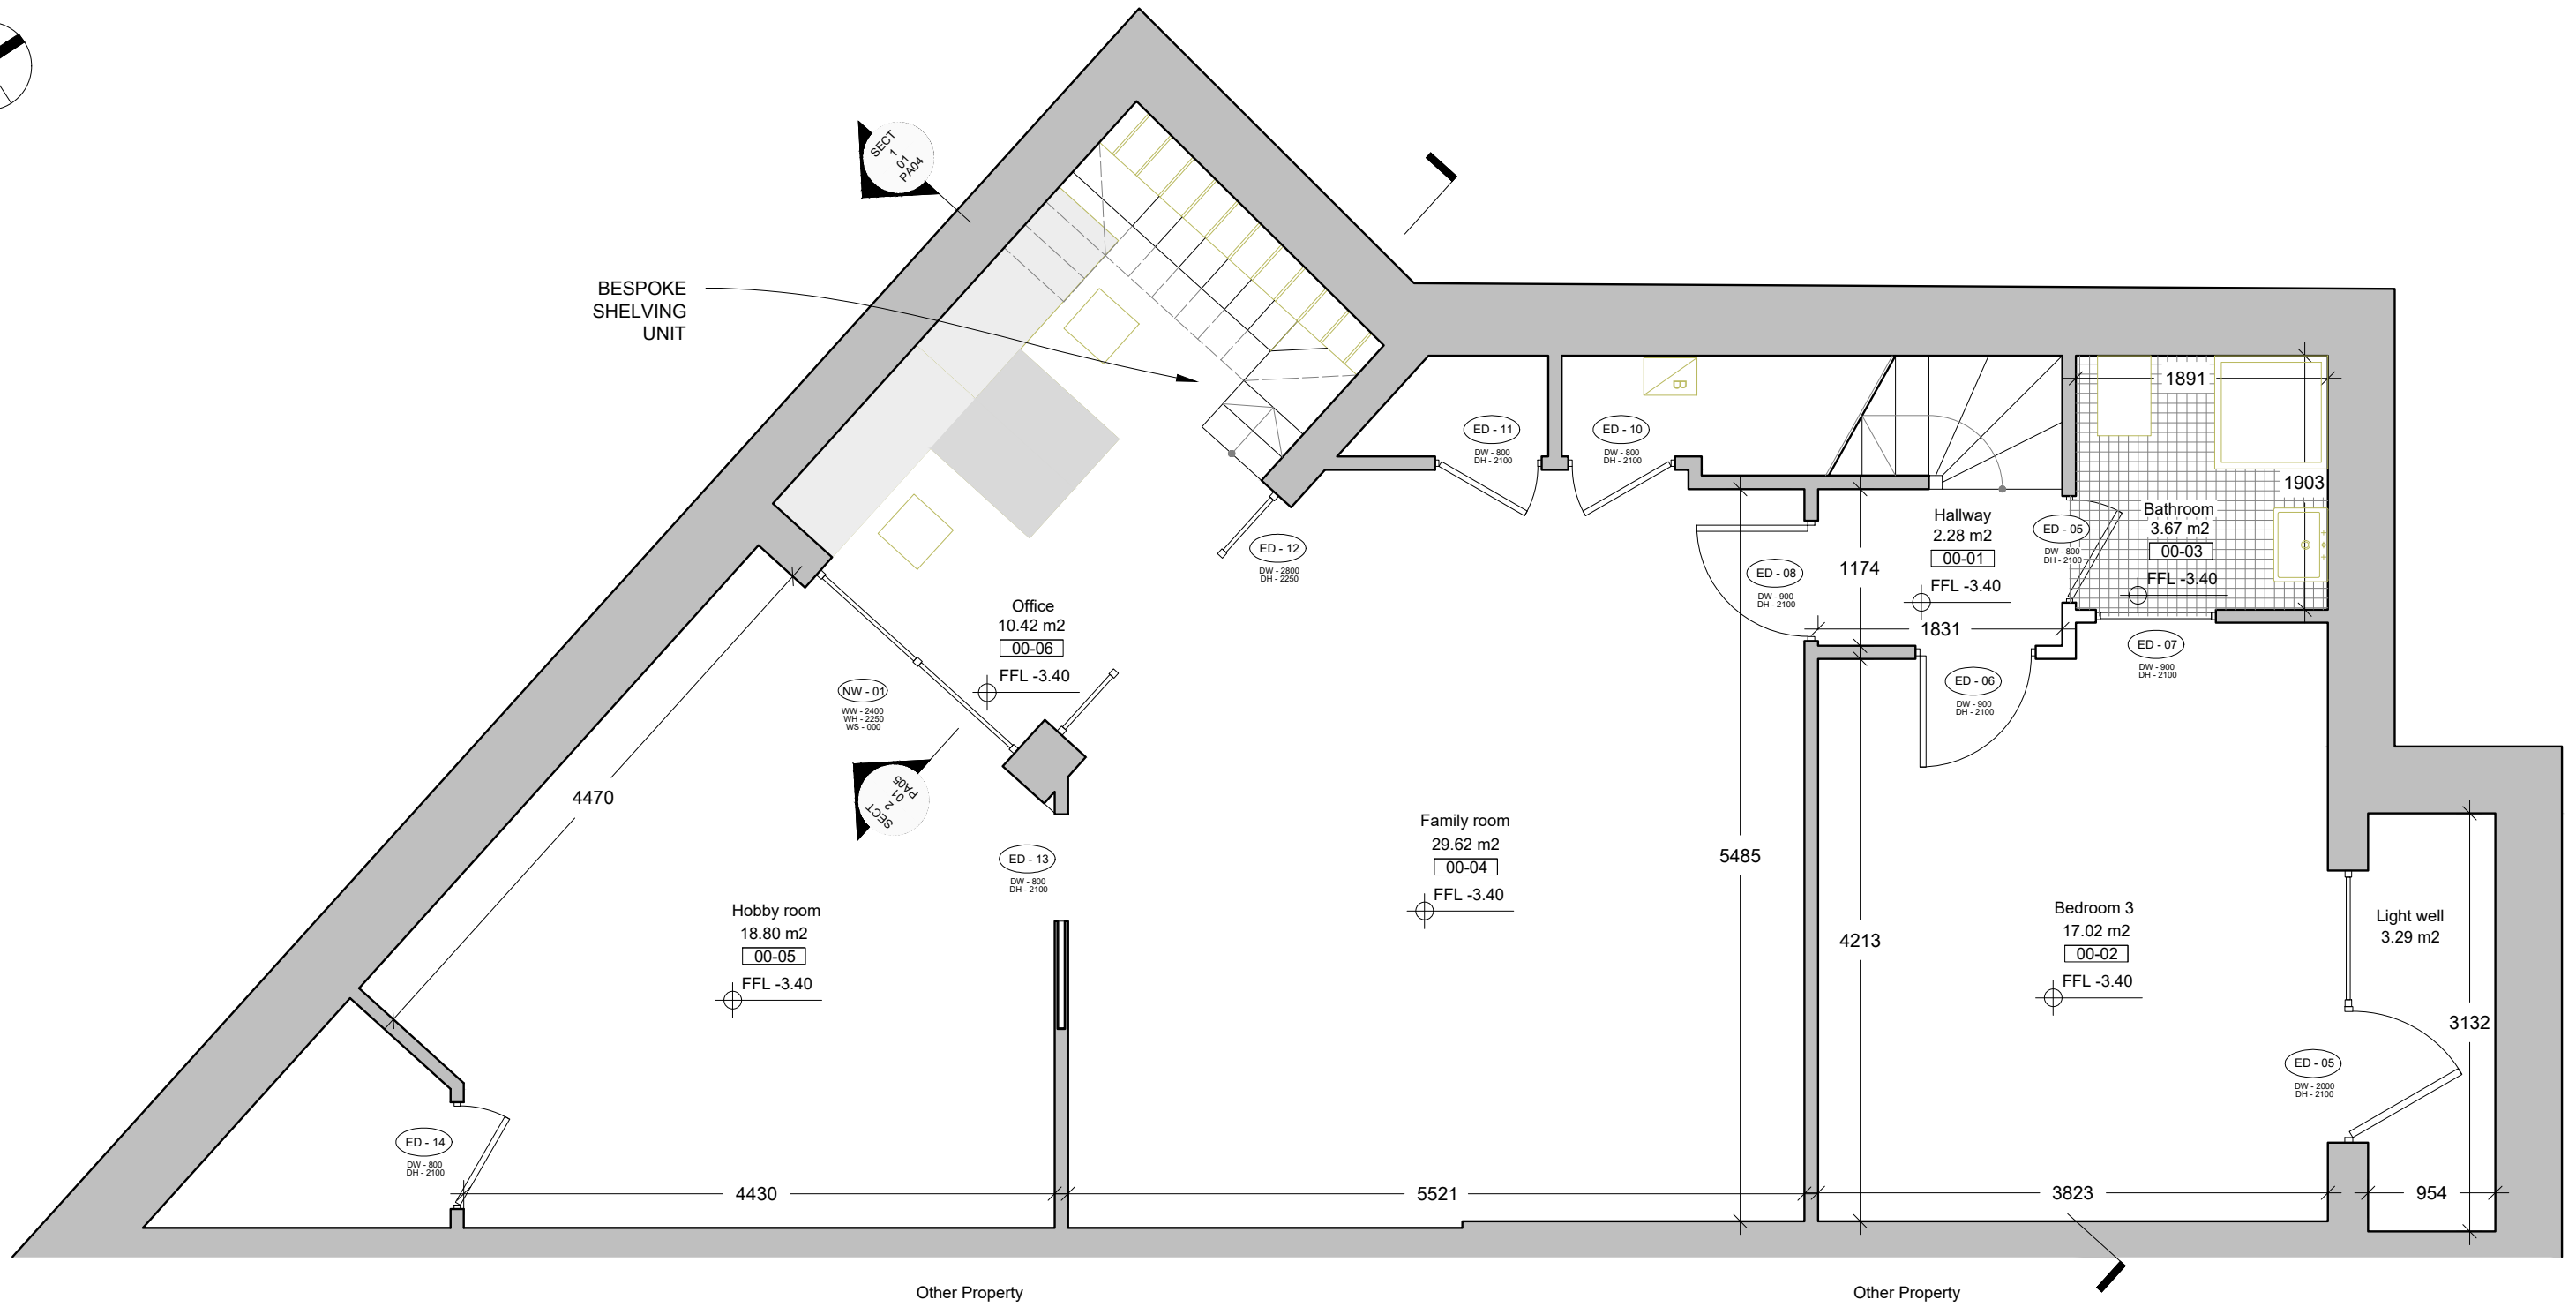 SECT
1
01
PA04
BESPOKE
SHELVING
UNIT
B
1891
ED - 11
DW - 800
DH - 2100
ED - 10
DW - 800
DH - 2100
1903
Hallway
2.28 m2
00-01
FFL -3.40
ED - 05
DW - 800
DH - 2100
Bathroom
3.67 m2
00-03
FFL -3.40
ED - 12
DW - 2800
DH - 2250
ED - 08
DW - 900
DH - 2100
1174
1831
Office
10.42 m2
00-06
FFL -3.40
NW - 01
WW - 2400
WH - 2250
WS - 000
ED - 07
DW - 900
DH - 2100
ED - 06
DW - 900
DH - 2100
SECT
2
01
PA05
4470
Family room
29.62 m2
00-04
FFL -3.40
5485
ED - 13
DW - 800
DH - 2100
Hobby room
18.80 m2
00-05
FFL -3.40
4213
Bedroom 3
17.02 m2
00-02
FFL -3.40
Light well
3.29 m2
3132
ED - 05
DW - 2000
DH - 2100
ED - 14
DW - 800
DH - 2100
4430
5521
3823
954
Other Property
Other Property